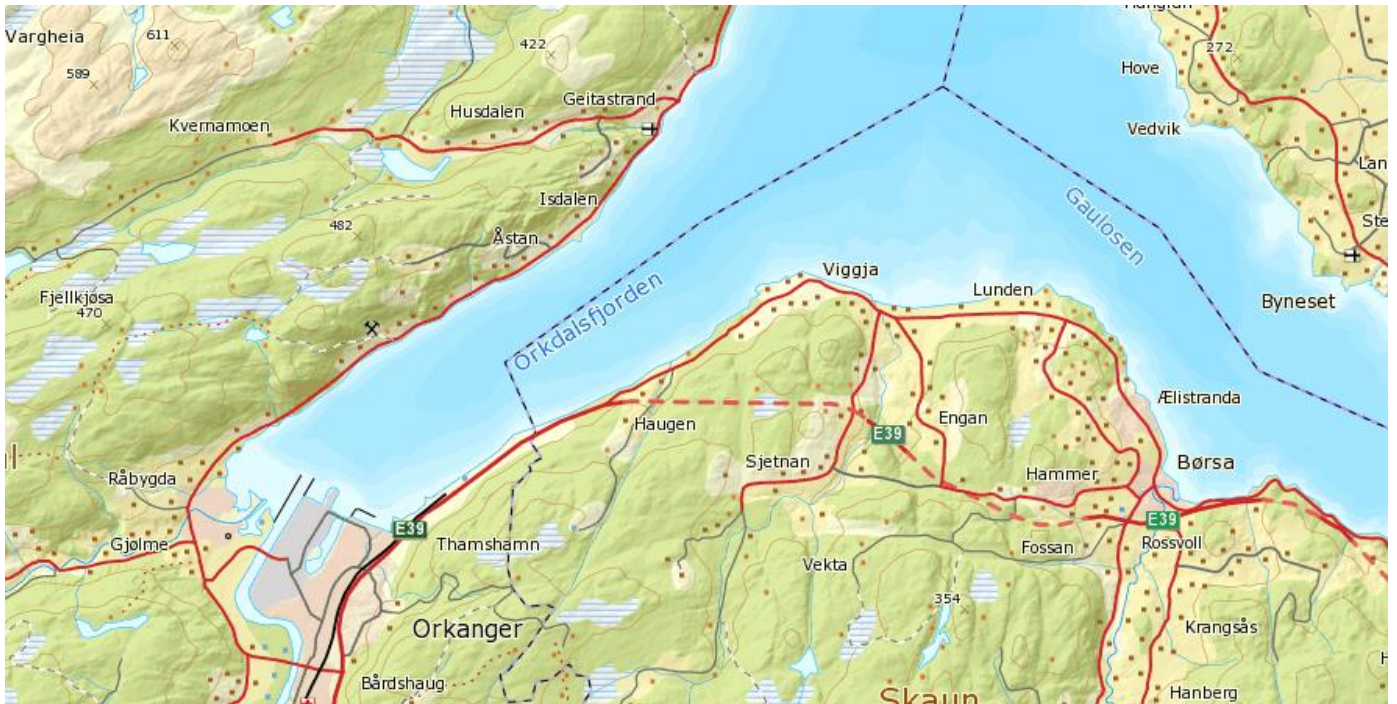 Vargheia
611
589
422
272
Hove
Geitastrand
Husdalen
Kvernamoen
Vedvik
Isdalen
482
Åstan
Gaulosen
Viggja
Lunden
Byneset
Fjellkjøsa
470
Orkdalsfjorden
Ælistranda
Haugen
Engan
E39
Sjetnan
Børsa
Råbygda
Hammer
E39
E39
Gjølme
Thamshamn
Fossan
Rossvoll
Vekta
354
Orkanger
Krangsås
Bårdshaug
Skaun
Hanberg